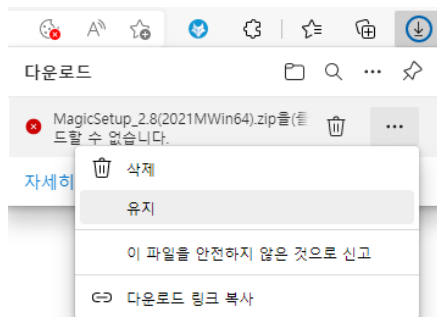 다운로드
MagicSetup_2.8(2021MWin64).zip을(를
드할 수 없습니다.
자세히
삭제
유지
이 파일을 안전하지 않은 것으로 신고
다운로드 링크 복사